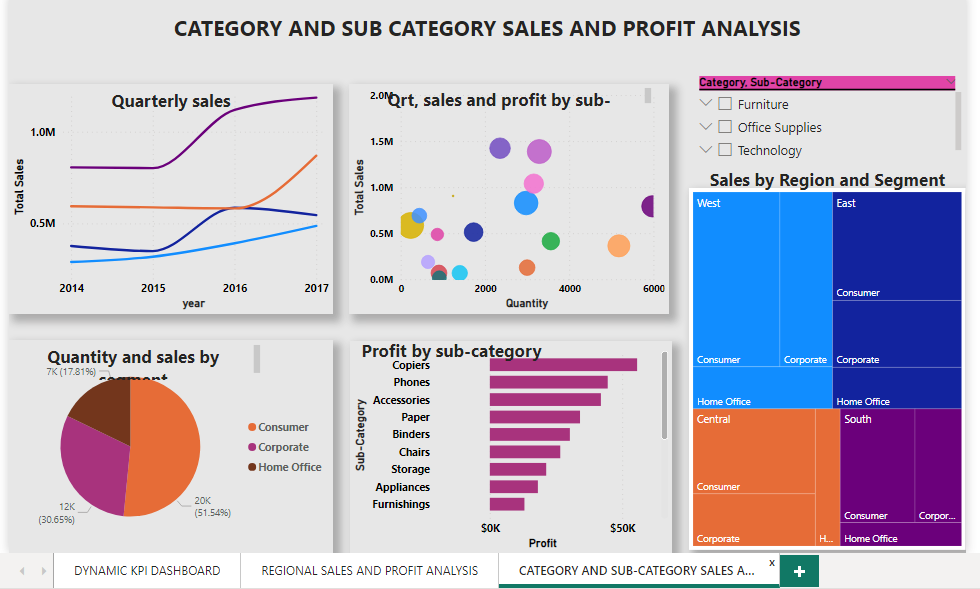 CATEGORY AND SUB CATEGORY SALES AND PROFIT ANALYSIS
Quarterly sales
Total Sales
1.0M
0.5M
2014 2015 2016 2017
year
Qrt, sales and profit by sub-
Total Sales
2.0M
1.5M
1.0M
0.5M
0.0M
0 2000 4000 6000
Quantity
Category, Sub-Category
Furniture
Office Supplies
Technology
Quantity and sales by
7K (17.81%)
12K
(30.65%)
20K
(51.54%)
Consumer
Corporate
Home Office
Profit by sub-category
Sub-Category
Copiers
Phones
Accessories
Paper
Binders
Chairs
Storage
Appliances
Furnishings
$0K $50K
Profit
Sales by Region and Segment
West
Consumer
Corporate
Home Office
East
Consumer
Corporate
Home Office
Central
Consumer
Corporate
H...
South
Consumer
Corpor...
Home Office
DYNAMIC KPI DASHBOARD
REGIONAL SALES AND PROFIT ANALYSIS
CATEGORY AND SUB-CATEGORY SALES A...
x
+